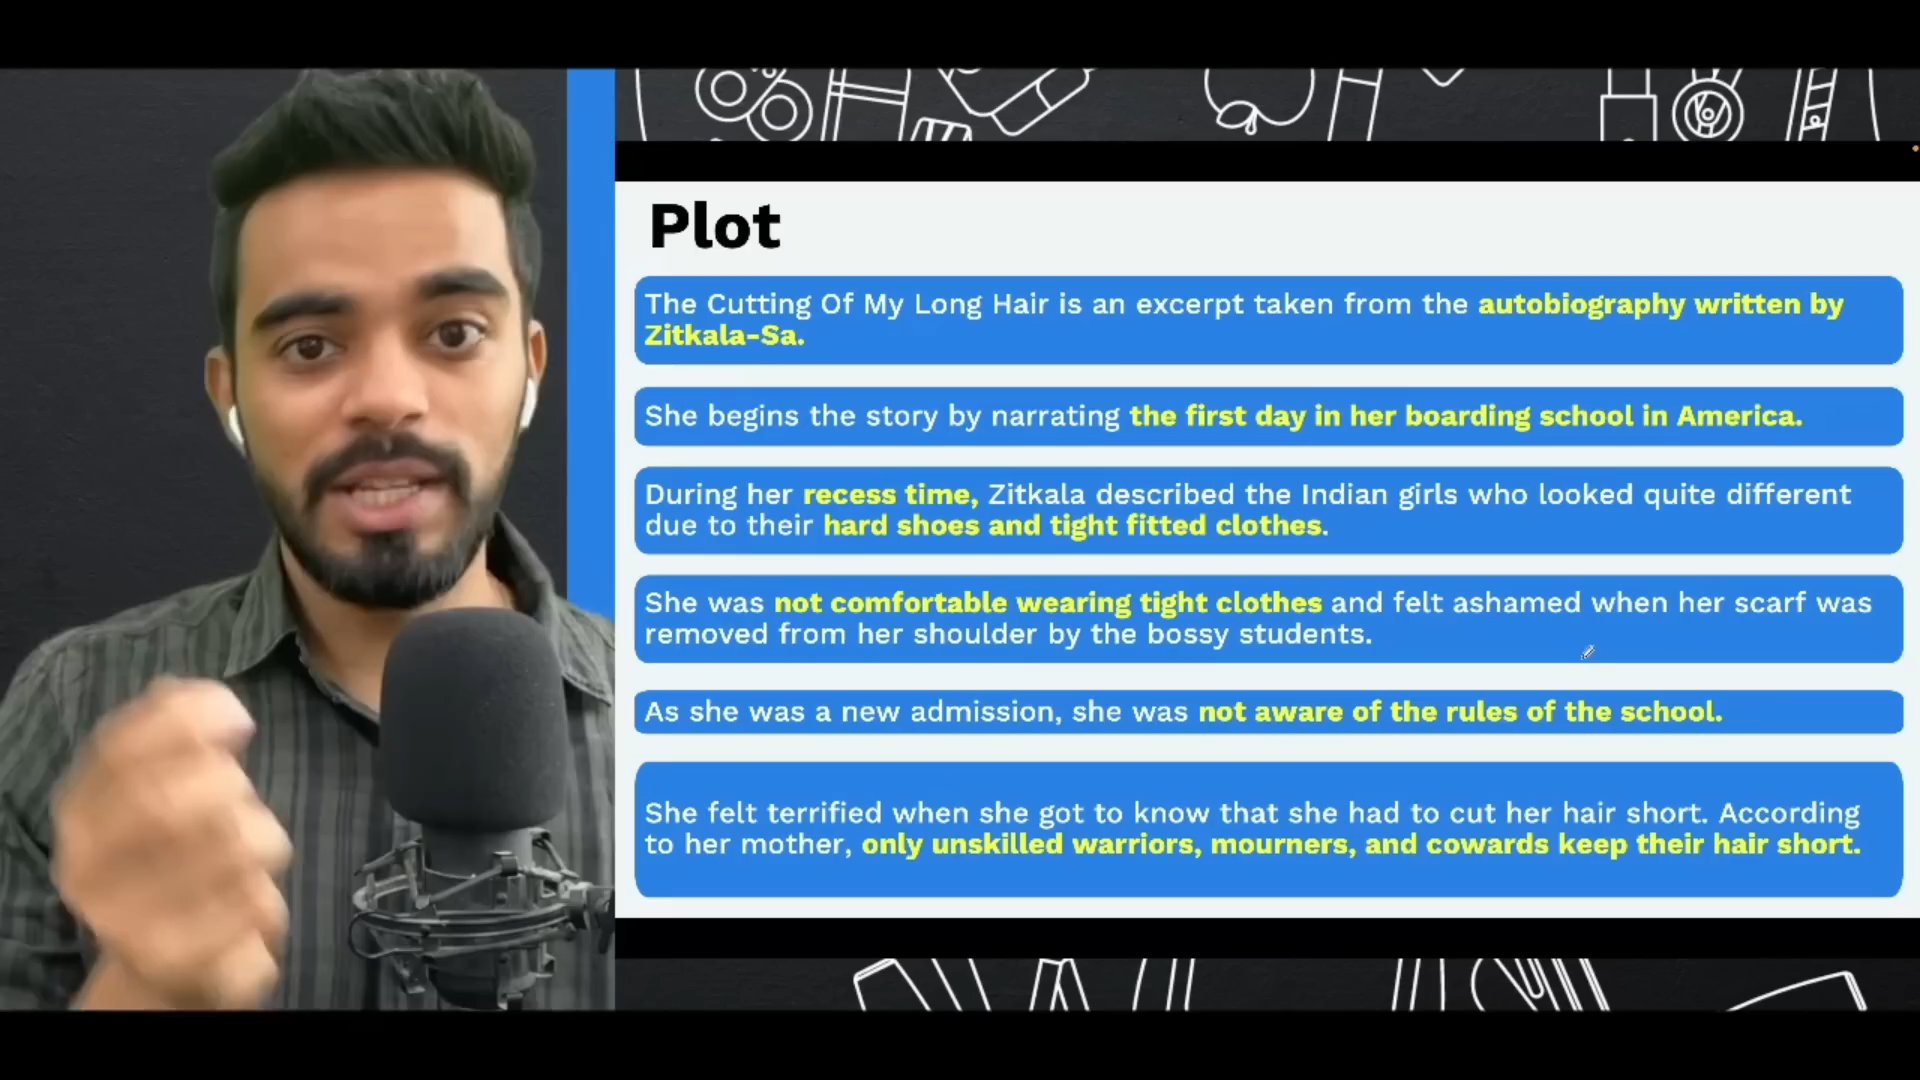 Plot
The Cutting Of My Long Hair is an excerpt taken from the autobiography written by
Zitkala-Sa.
She begins the story by narrating the first day in her boarding school in America.
During her recess time, Zitkala described the Indian girls who looked quite different
due to their hard shoes and tight fitted clothes.
She was not comfortable wearing tight clothes and felt ashamed when her scarf was
removed from her shoulder by the bossy students.
As she was a new admission, she was not aware of the rules of the school.
She felt terrified when she got to know that she had to cut her hair short. According
to her mother, only unskilled warriors, mourners, and cowards keep their hair short.